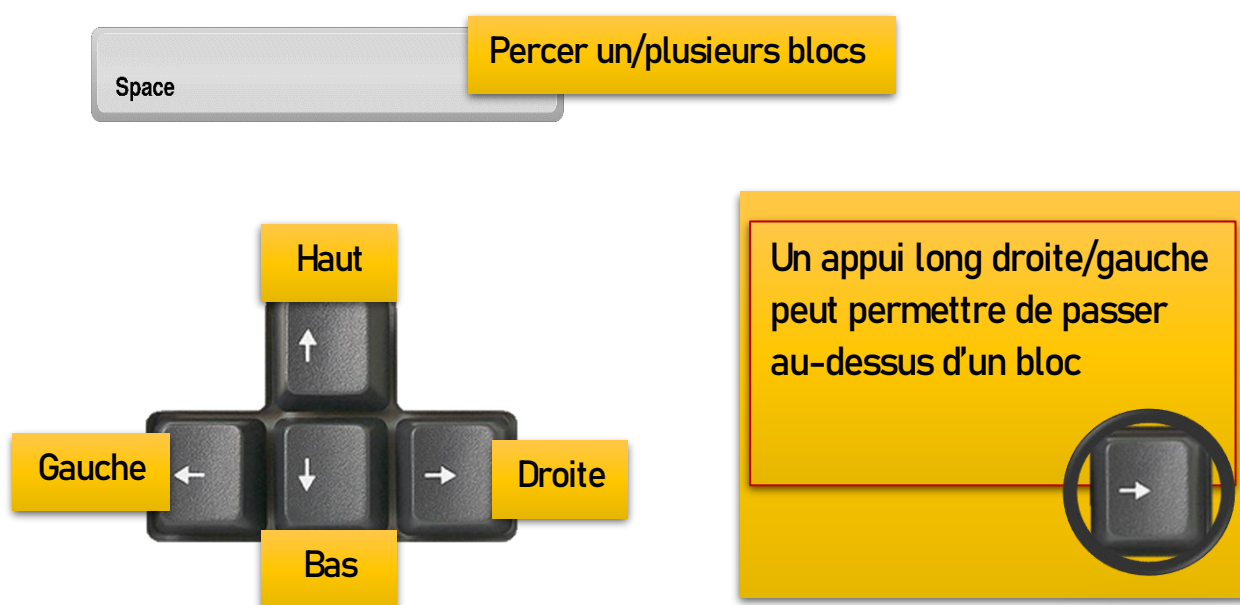 Percer un/plusieurs blocs
Space
Haut
Un appui long droite/gauche
peut permettre de passer
au-dessus d'un bloc
Gauche
Droite
Bas